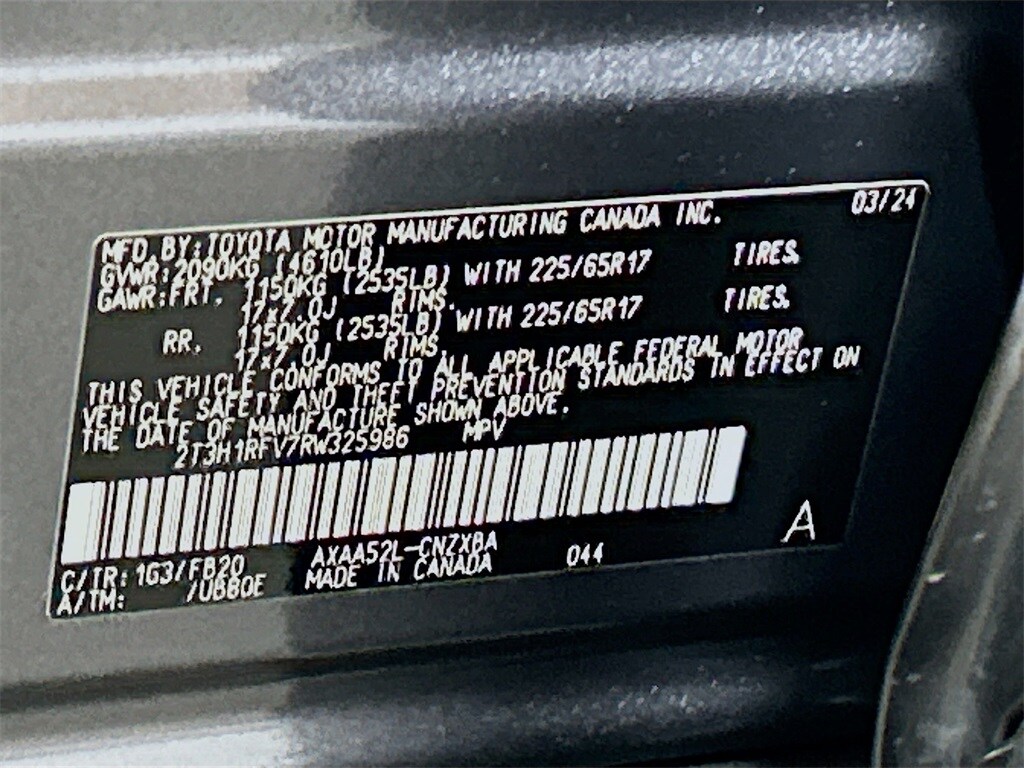 03/24
MFD. BY: TOYOTA MOTOR MANUFACTURING CANADA INC.
GVWR: 2090KG (4610LB)
GAWR: FRT. 1150KG (2535LB) WITH 225/65R17 TIRES.
17x7.0J RIMS.
RR. 1150KG (2535LB) WITH 225/65R17 TIRES.
17x7.0J RIMS.
THIS VEHICLE CONFORMS TO ALL APPLICABLE FEDERAL MOTOR
VEHICLE SAFETY AND THEFT PREVENTION STANDARDS IN EFFECT ON
THE DATE OF MANUFACTURE SHOWN ABOVE.
2T3H1RFV7RW325986 MPV
C/TR: 1G3/FB20 AXAA52L-CNZXBA
A/TM: /UB80E MADE IN CANADA 044
A